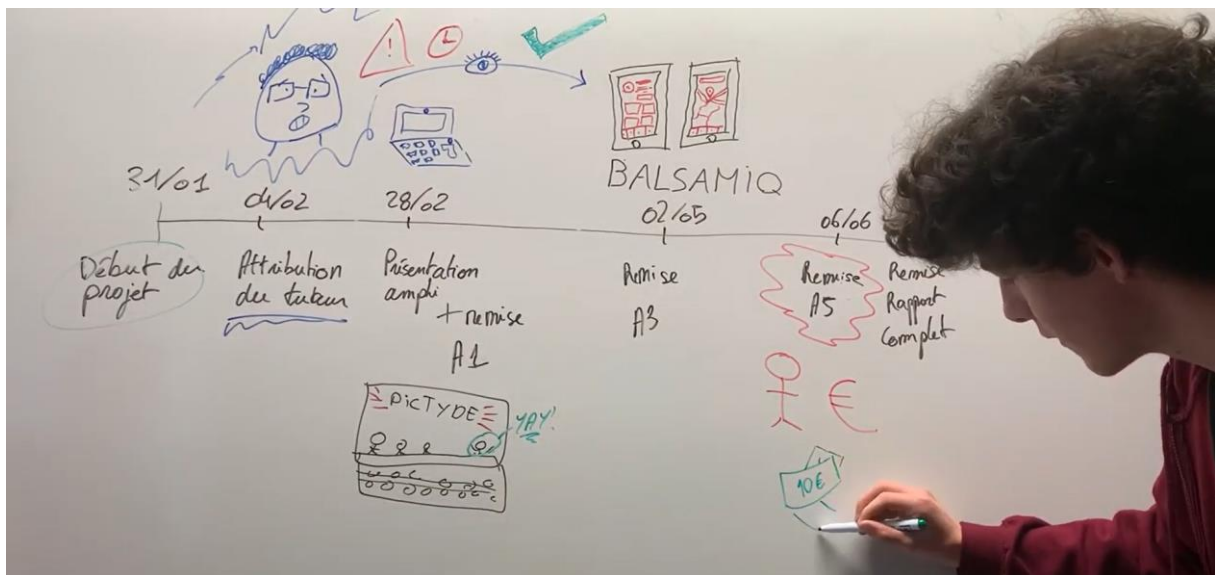 BALSAMIQ
31/01
04/02
28/02
02/05
06/06
Début du
projet
Attribution
du tuteur
Présentation
amphi
+ remise
A1
Remise
A3
Remise
A5
Remise
Rapport
Complet
PicTYDE
YAY!
€
10€
!